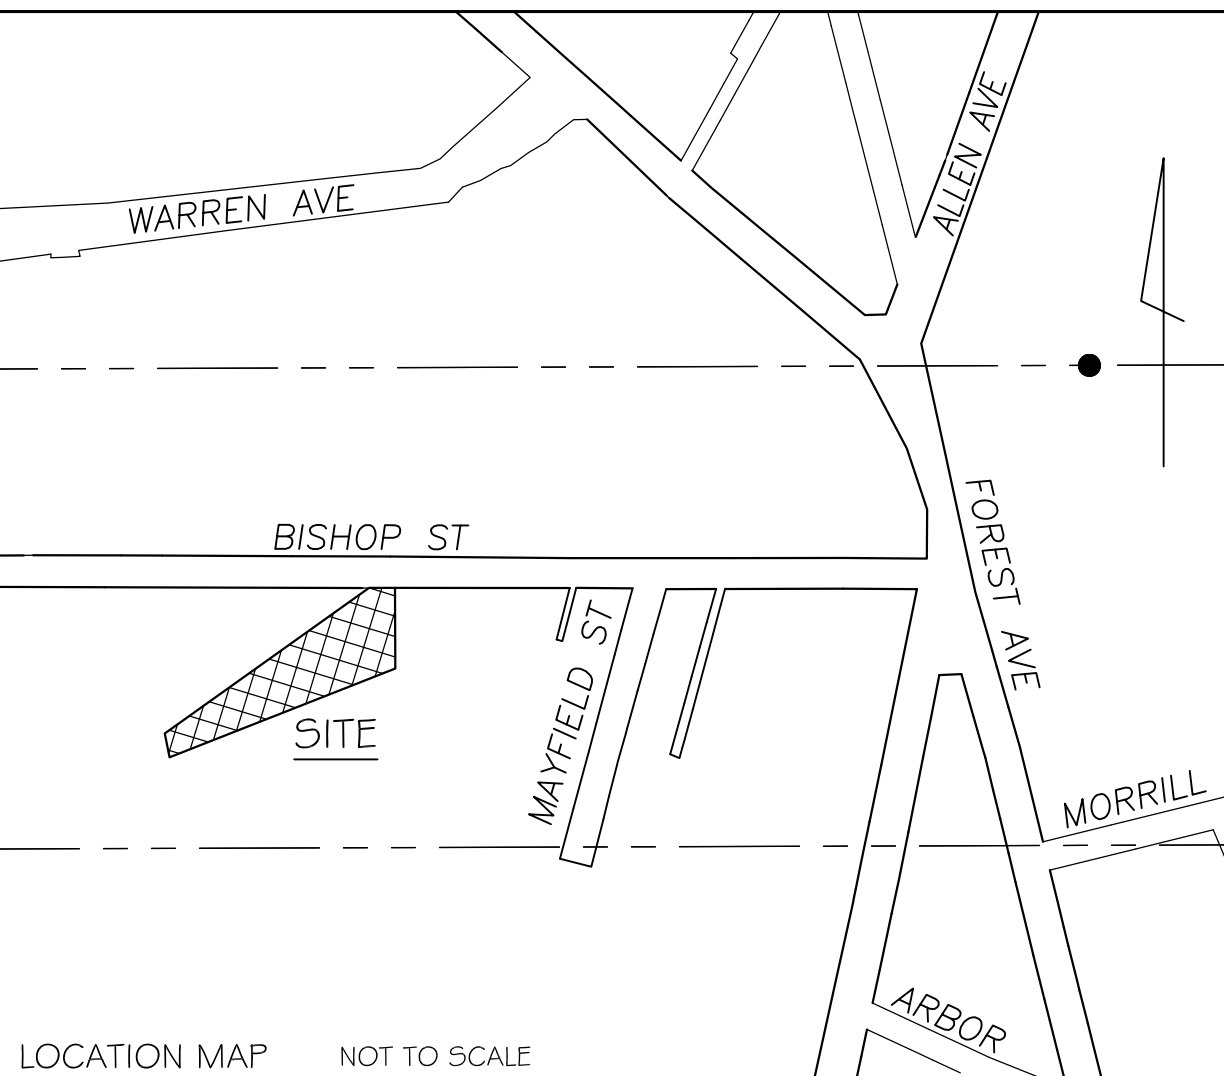 ALLEN AVE
WARREN AVE
BISHOP ST
FOREST AVE
MAYFIELD ST
SITE
MORRILL
ARBOR
LOCATION MAP
NOT TO SCALE